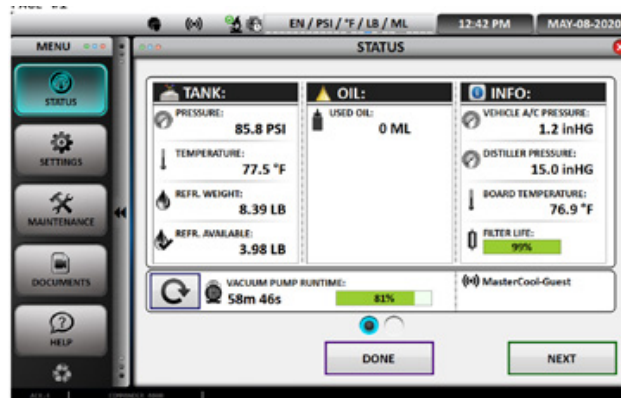 EN / PSI / °F / LB / ML
12:42 PM
MAY-08-2020
MENU
STATUS
STATUS
SETTINGS
MAINTENANCE
DOCUMENTS
HELP
TANK:
PRESSURE:
85.8 PSI
TEMPERATURE:
77.5 °F
REFR. WEIGHT:
8.39 LB
REFR. AVAILABLE:
3.98 LB
OIL:
USED OIL:
0 ML
INFO:
VEHICLE A/C PRESSURE:
1.2 inHG
DISTILLER PRESSURE:
15.0 inHG
BOARD TEMPERATURE:
76.9 °F
FILTER LIFE:
99%
VACUUM PUMP RUNTIME:
58m 46s
81%
MasterCool-Guest
DONE
NEXT